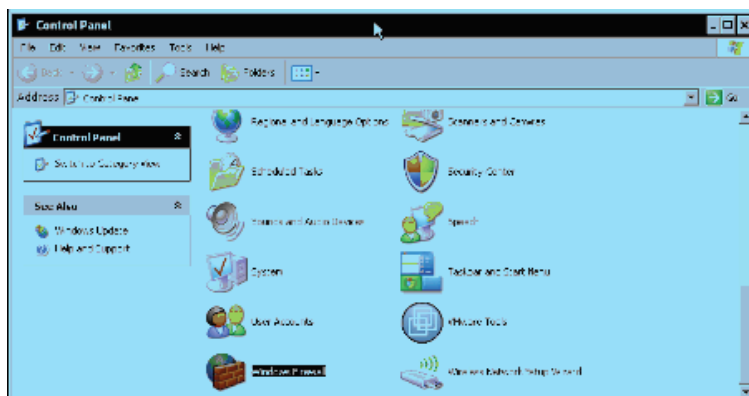 Control Panel
File Edit View Favorites Tools Help
Back Search Folders
Address Control Panel Go
Control Panel
Switch to Category View
See Also
Windows Update
Help and Support
Regional and Language Options
Scanners and Cameras
Scheduled Tasks
Security Center
Sounds and Audio Devices
Speech
System
Taskbar and Start Menu
User Accounts
VMware Tools
Windows Firewall
Wireless Network Setup Wizard